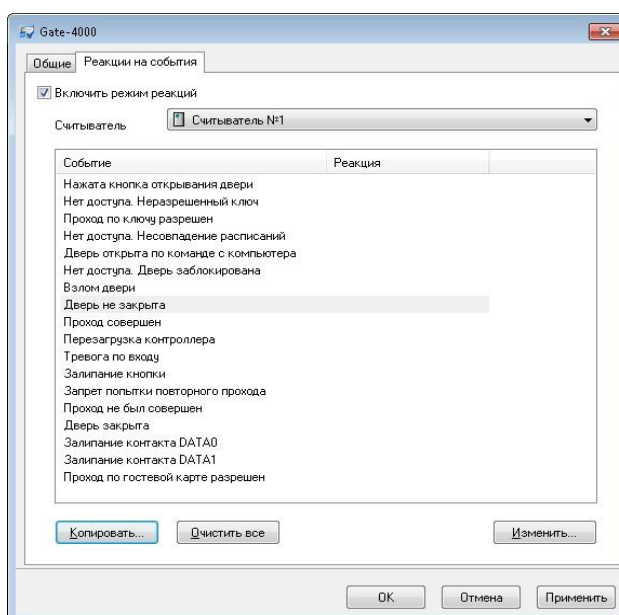 Gate-4000
Общие Реакции на события
Включить режим реакций
Считыватель Считыватель №1
Событие Реакция
Нажата кнопка открывания двери
Нет доступа. Неразрешенный ключ
Проход по ключу разрешен
Нет доступа. Несовпадение расписаний
Дверь открыта по команде с компьютера
Нет доступа. Дверь заблокирована
Взлом двери
Дверь не закрыта
Проход совершен
Перезагрузка контроллера
Тревога по входу
Залипание кнопки
Запрет попытки повторного прохода
Проход не был совершен
Дверь закрыта
Залипание контакта DATA0
Залипание контакта DATA1
Проход по гостевой карте разрешен
Копировать... Очистить все Изменить...
OK Отмена Применить